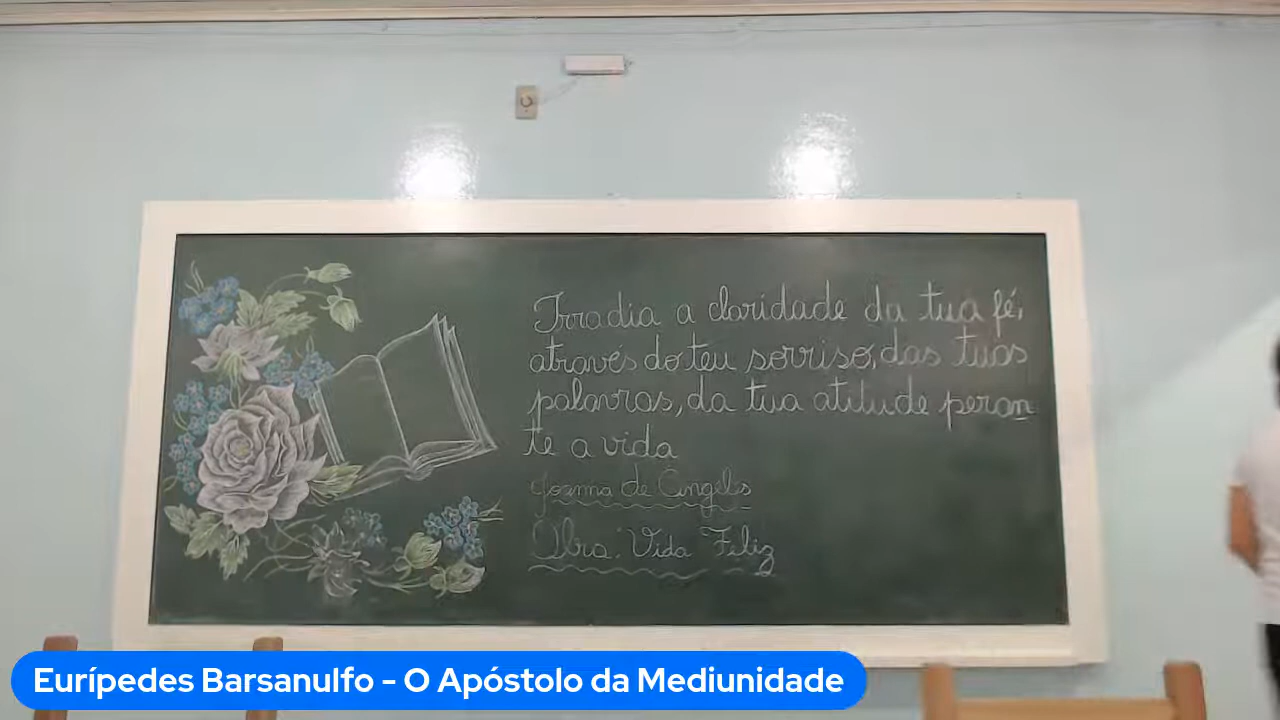 Irradia a claridade da tua fé,
através do teu sorriso, das tuas
palavras, da tua atitude peran
te a vida
Joanna de Ângelis
Obra: Vida Feliz
Eurípedes Barsanulfo - O Apóstolo da Mediunidade